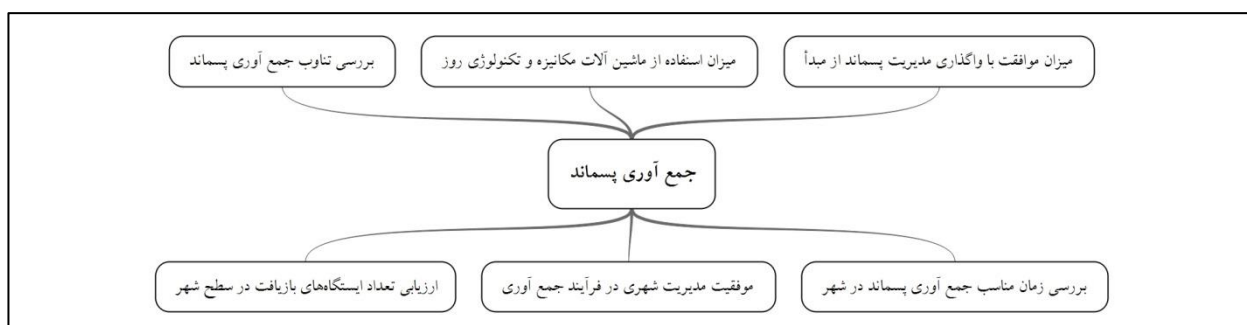 میزان موافقت با واگذاری مدیریت پسماند از مبدأ
میزان استفاده از ماشین آلات مکانیزه و تکنولوژی روز
بررسی تناوب جمع آوری پسماند
جمع آوری پسماند
بررسی زمان مناسب جمع آوری پسماند در شهر
موفقیت مدیریت شهری در فرآیند جمع آوری
ارزیابی تعداد ایستگاه‌های بازیافت در سطح شهر